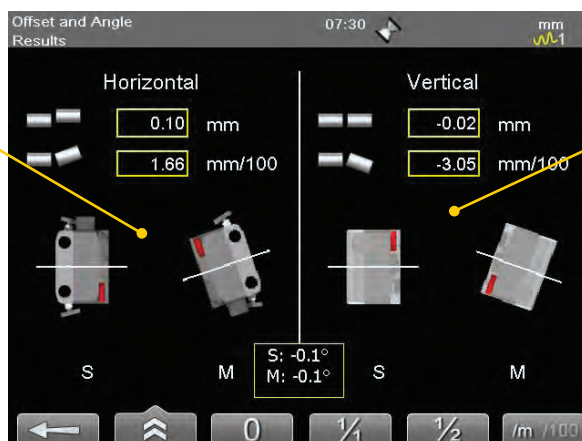 Offset and Angle
Results
07:30
mm
1
Horizontal
0.10 mm
1.66 mm/100
Vertical
-0.02 mm
-3.05 mm/100
S
M
S: -0.1°
M: -0.1°
S
M
0
1/1
1/2
/m /100